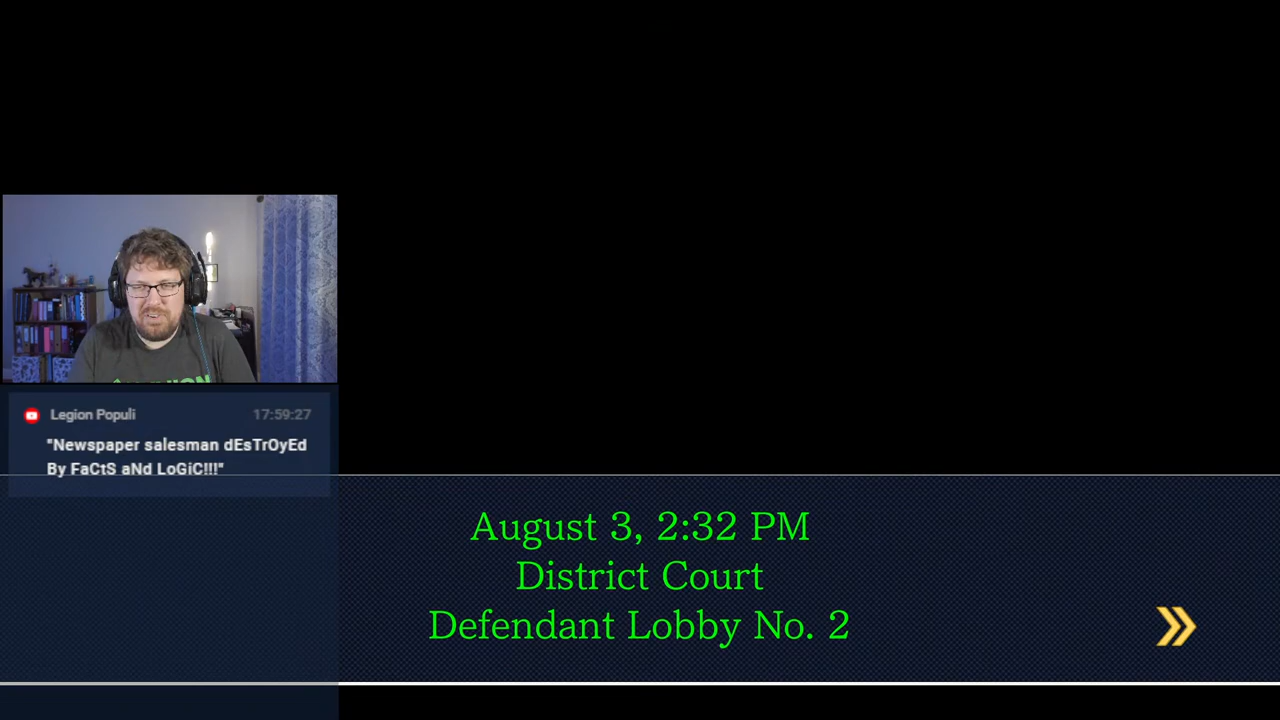 Legion Populi 17:59:27
"Newspaper salesman dEsTrOyEd
By FaCtS aNd LoGiC!!!"
August 3, 2:32 PM
District Court
Defendant Lobby No. 2